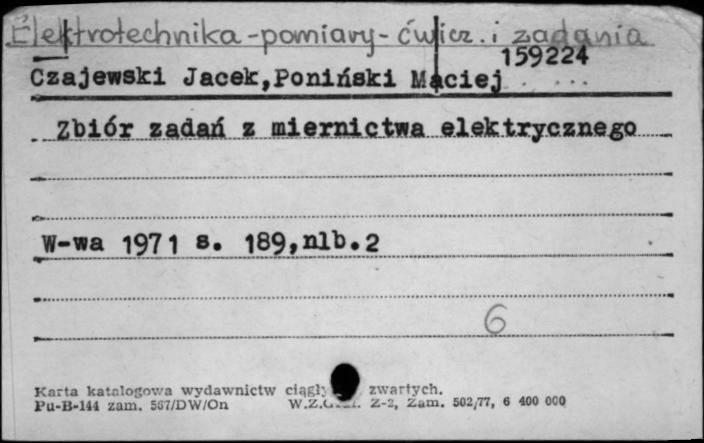 Elektrotechnika - pomiary - ćwicz. i zadania
159224
Czajewski Jacek, Poniński Maciej
Zbiór zadań z miernictwa elektrycznego
W-wa 1971 s. 189, nlb. 2
6
Karta katalogowa wydawnictw zwartych.
Pu-B-144 zam. 567/DW/On Z-2, Zam. 502/77, 6 400 000